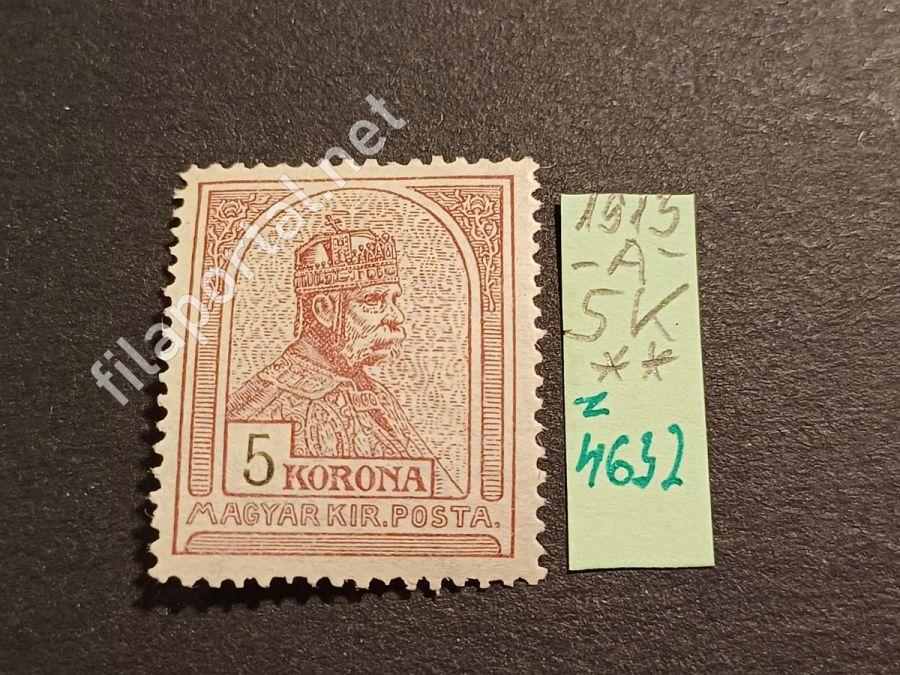 filaportal.net
5 KORONA
MAGYAR KIR. POSTA.
1913
-A-
5K
**
z
4632